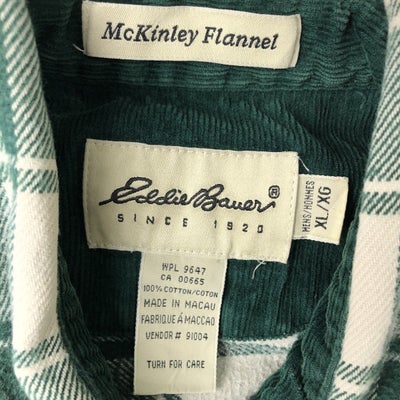 McKinley Flannel
Eddie Bauer ®
SINCE 1920
MENS/HOMMES
XL/XG
WPL 9647
CA 00665
100% COTTON/COTON
MADE IN MACAU
FABRIQUE Á MACCAO
VENDOR # 91004
TURN FOR CARE